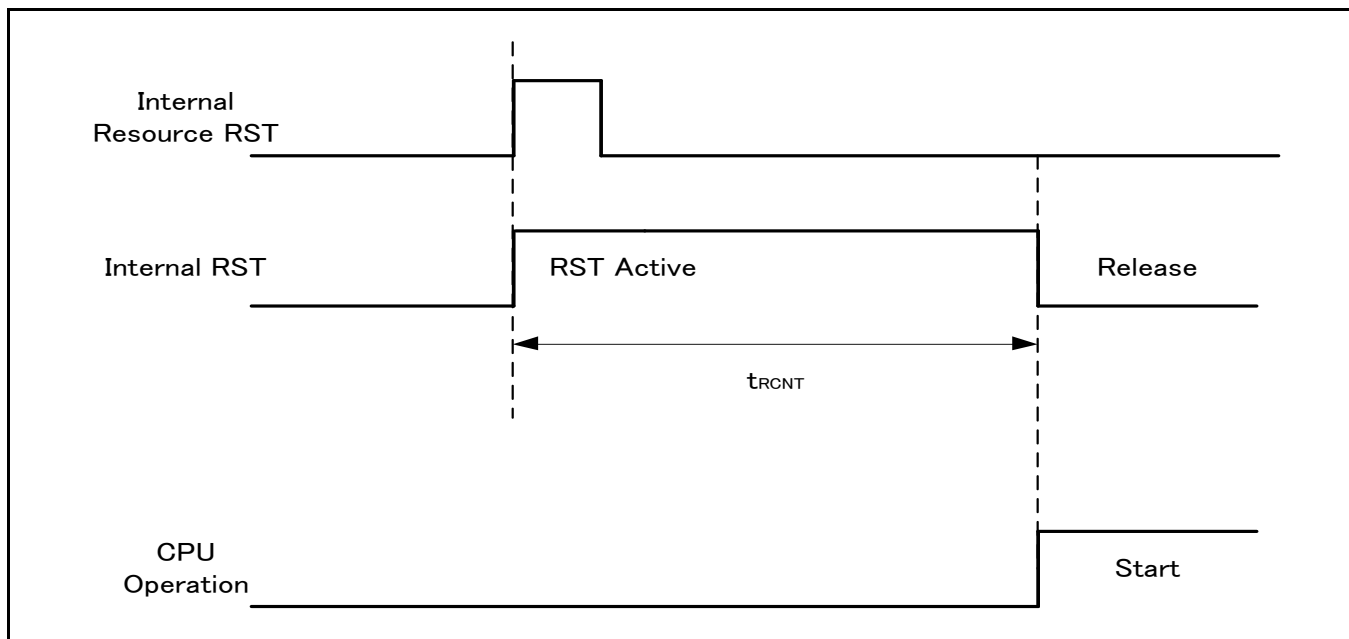 Internal
Resource RST
Internal RST
RST Active
Release
tRCNT
CPU
Operation
Start